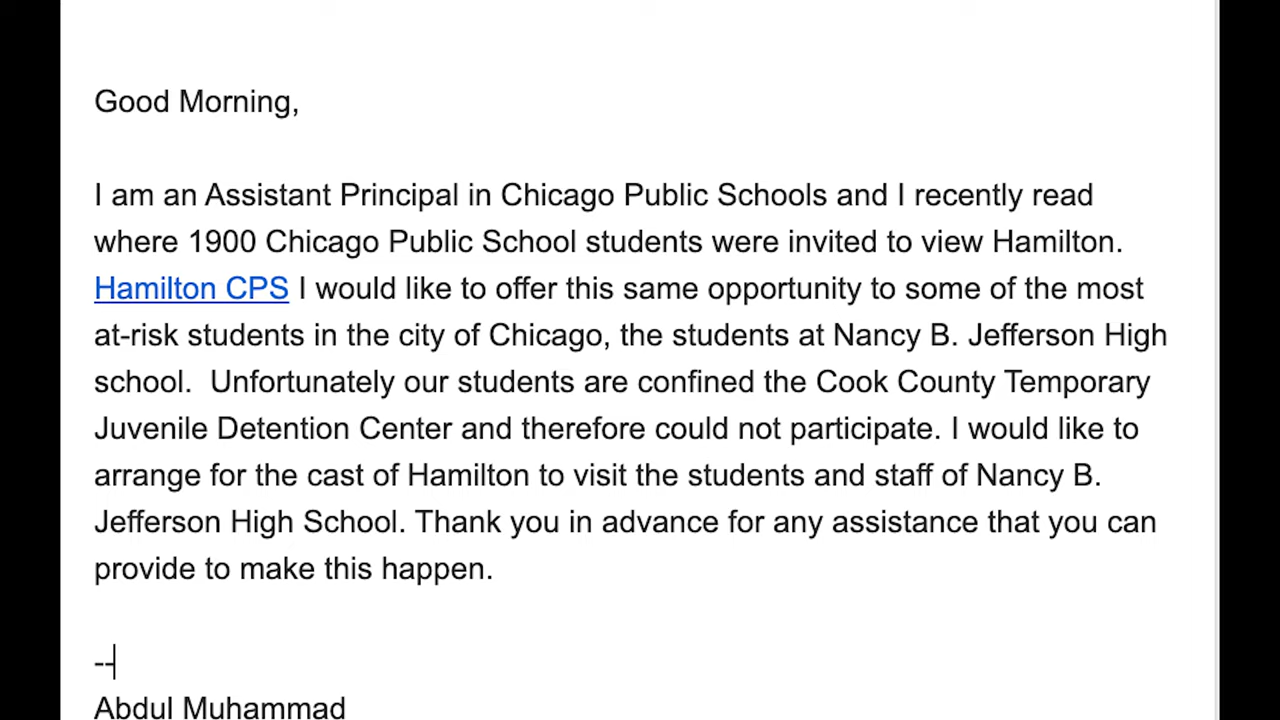 Good Morning,
I am an Assistant Principal in Chicago Public Schools and I recently read
where 1900 Chicago Public School students were invited to view Hamilton.
Hamilton CPS I would like to offer this same opportunity to some of the most
at-risk students in the city of Chicago, the students at Nancy B. Jefferson High
school.  Unfortunately our students are confined the Cook County Temporary
Juvenile Detention Center and therefore could not participate. I would like to
arrange for the cast of Hamilton to visit the students and staff of Nancy B.
Jefferson High School. Thank you in advance for any assistance that you can
provide to make this happen.
--
Abdul Muhammad